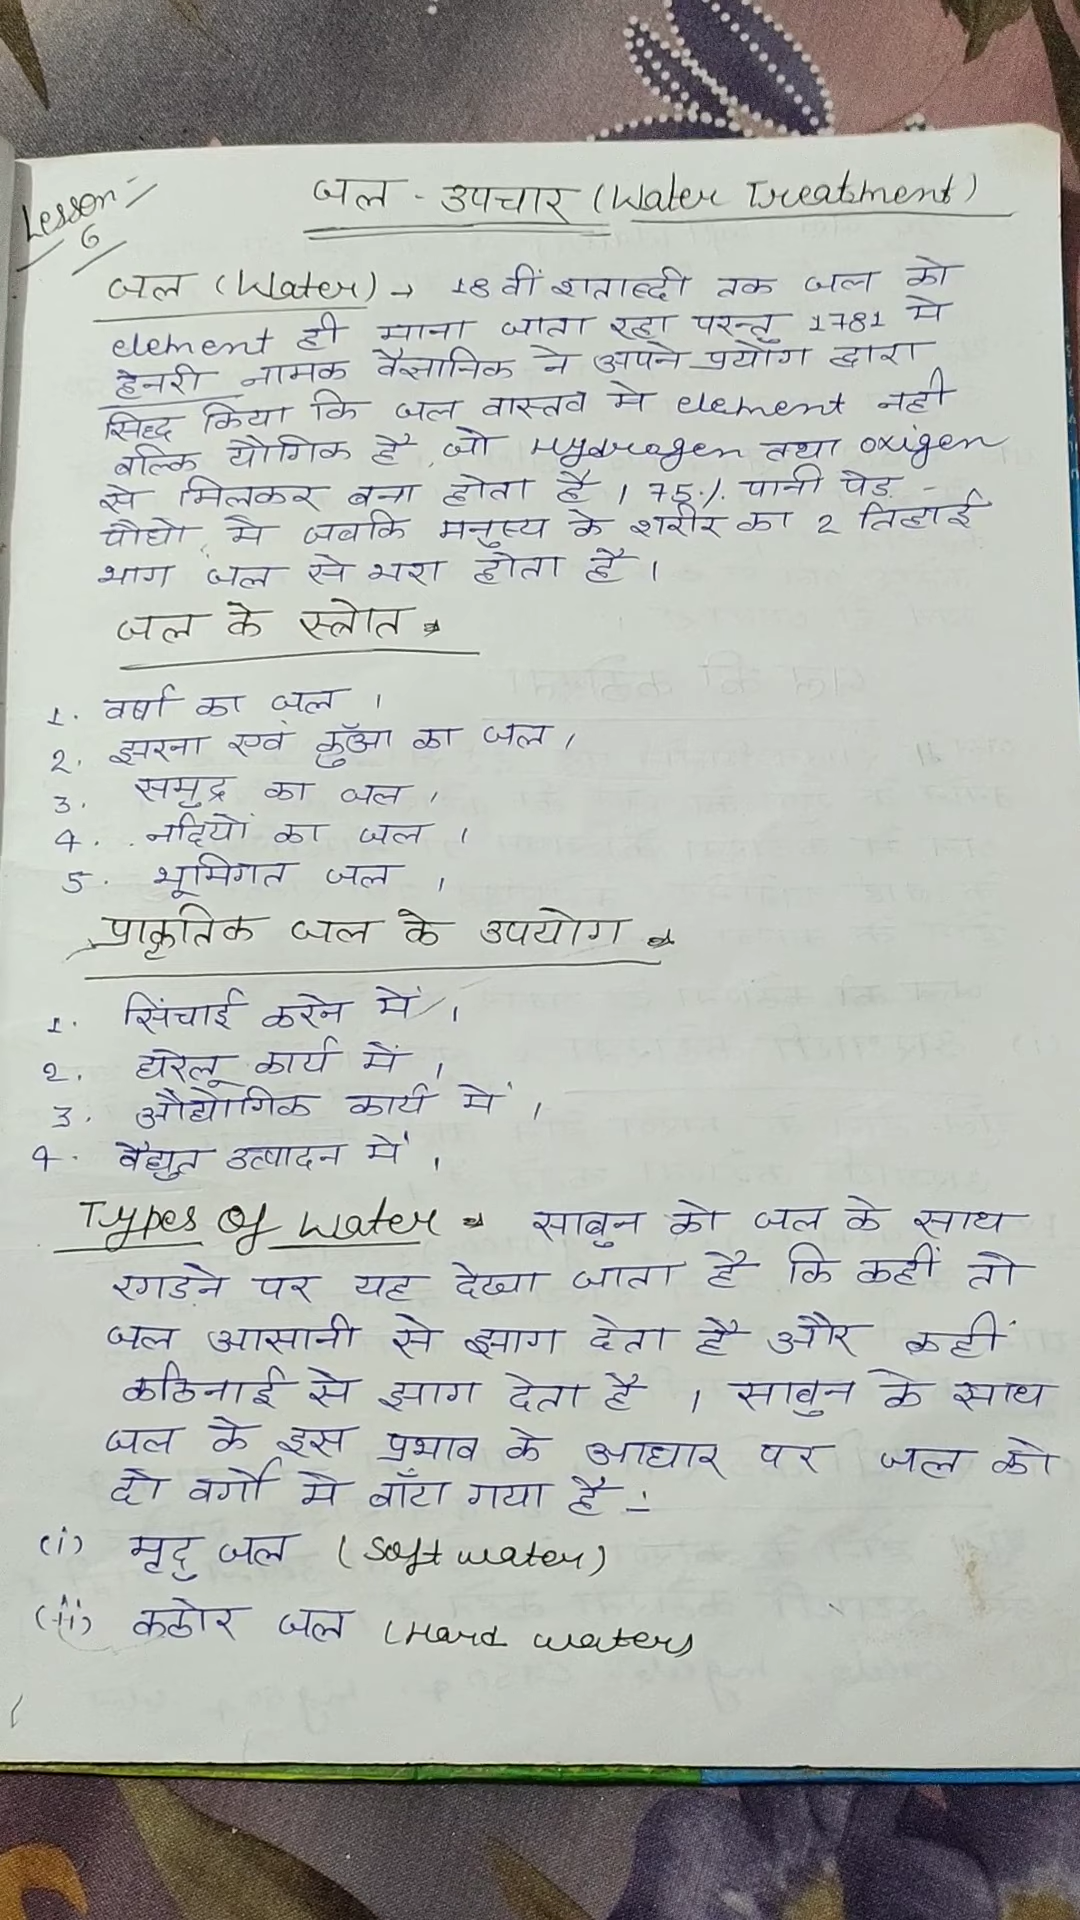 Lesson 6
जल - उपचार (Water Treatment)
जल (Water) → 18 वीं शताब्दी तक जल को
element ही माना जाता रहा परन्तु 1781 मे
हेनरी नामक वैज्ञानिक ने अपने प्रयोग द्वारा
सिद्ध किया कि जल वास्तव मे element नही
बल्कि यौगिक है, जो Hydrogen तथा oxigen
से मिलकर बना होता है। 75% पानी पेड़ -
पौधो मे जबकि मनुष्य के शरीर का 2 तिहाई
भाग जल से भरा होता है।
जल के स्त्रोत →
1. वर्षा का जल ।
2. झरना एवं कुँआ का जल ।
3. समुद्र का जल ।
4. नदियों का जल ।
5. भूमिगत जल ।
प्राकृतिक जल के उपयोग →
1. सिंचाई करने में ।
2. घरेलू कार्य में ।
3. औद्योगिक कार्य में ।
4. वैद्युत उत्पादन में ।
Types Of Water → साबुन को जल के साथ
रगडने पर यह देखा जाता है कि कहीं तो
जल आसानी से झाग देता है और कहीं
कठिनाई से झाग देता है । साबुन के साथ
जल के इस प्रभाव के आधार पर जल को
दो वर्गो मे बाँटा गया है :-
(i) मृदु जल (Soft water)
(ii) कठोर जल (Hard water)